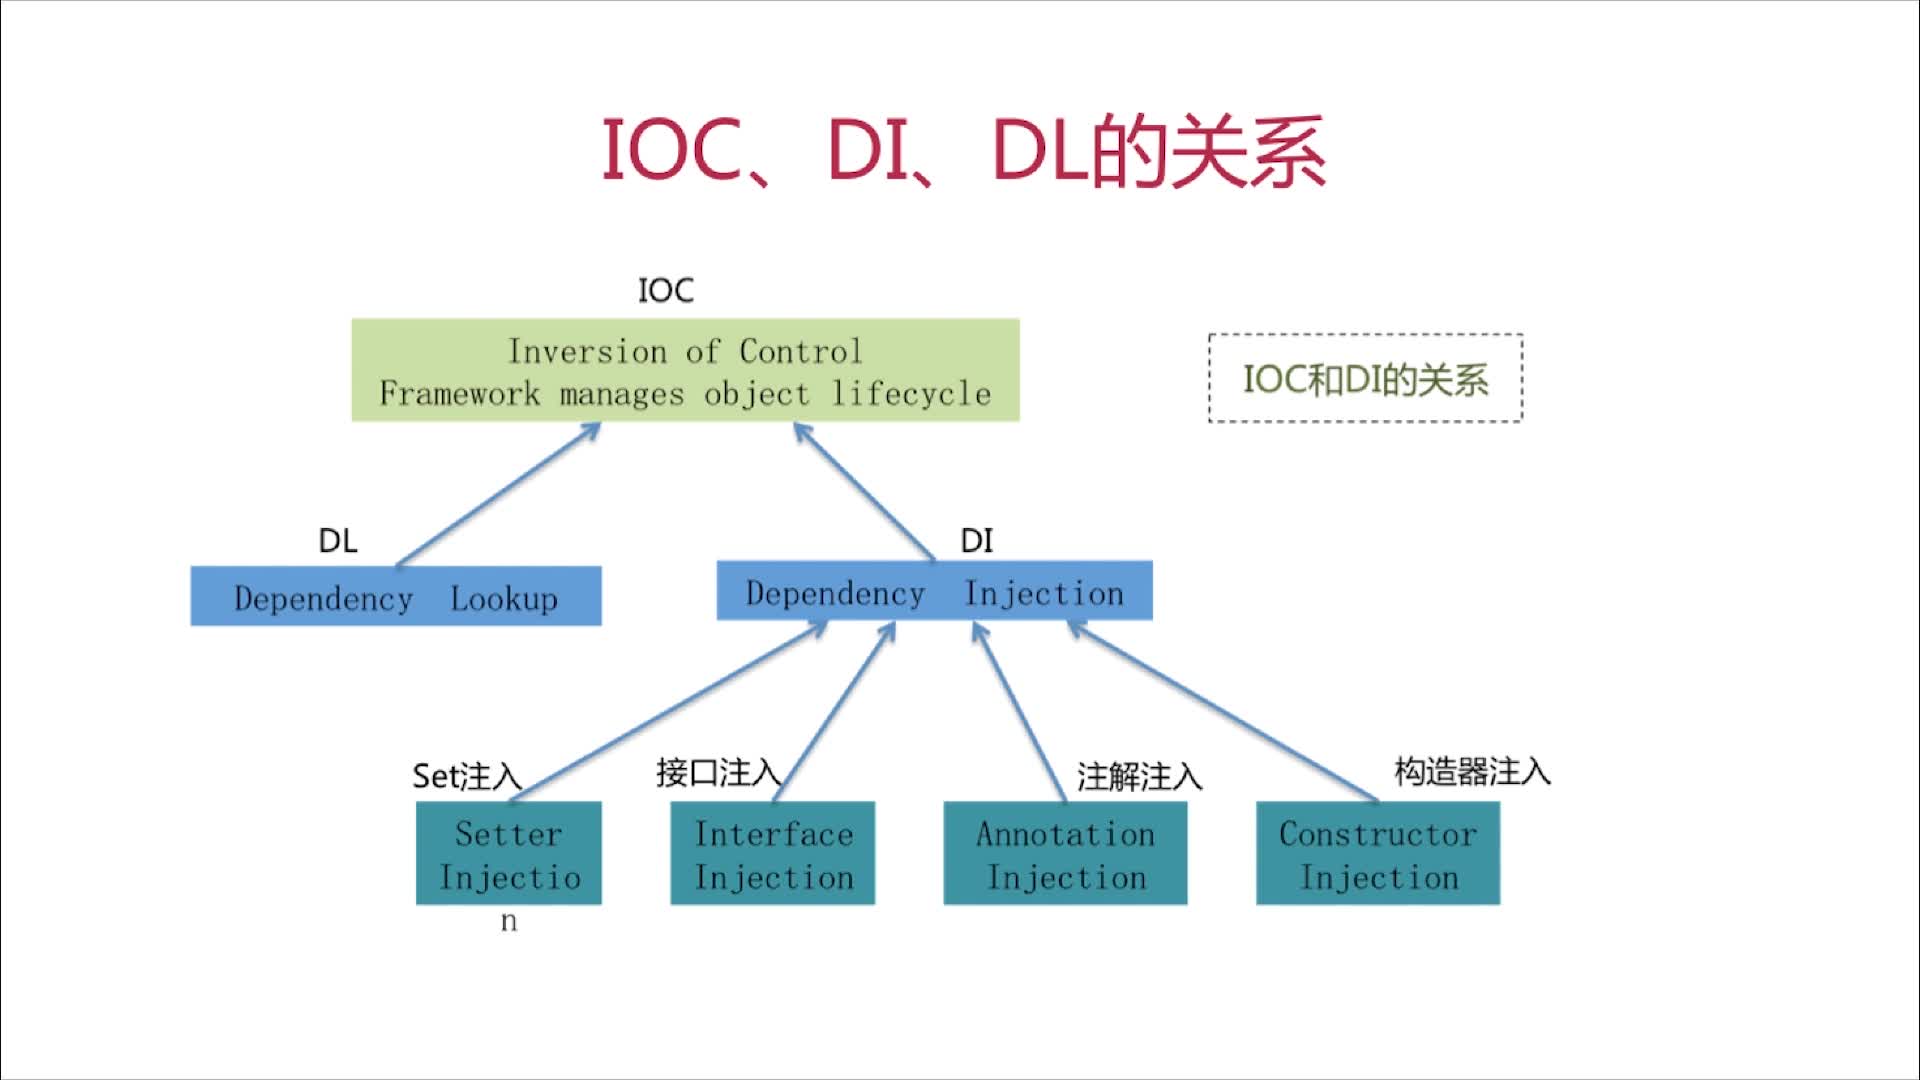 IOC、DI、DL的关系
IOC
Inversion of Control
Framework manages object lifecycle
IOC和DI的关系
DL
Dependency Lookup
DI
Dependency Injection
Set注入
Setter
Injectio
n
接口注入
Interface
Injection
注解注入
Annotation
Injection
构造器注入
Constructor
Injection